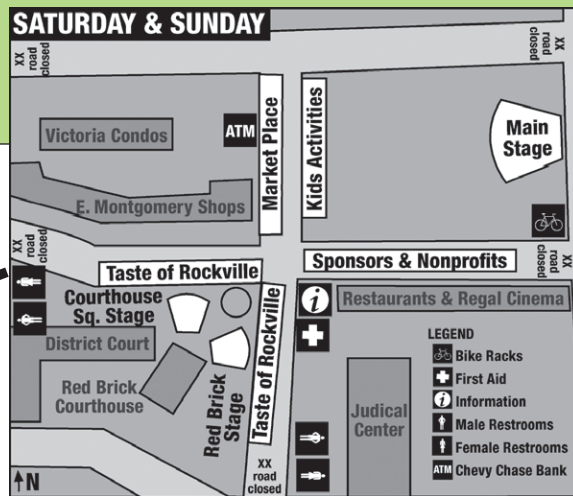 SATURDAY & SUNDAY
XX
road
closed
XX
road
closed
Victoria Condos
ATM
Market Place
Kids Activities
Main
Stage
E. Montgomery Shops
XX
road
closed
XX
road
closed
Taste of Rockville
Sponsors & Nonprofits
Courthouse
Sq. Stage
i
Restaurants & Regal Cinema
District Court
Red Brick
Courthouse
Red Brick
Stage
Taste of Rockville
Judical
Center
LEGEND
Bike Racks
First Aid
i Information
Male Restrooms
Female Restrooms
ATM Chevy Chase Bank
XX
road
closed
N